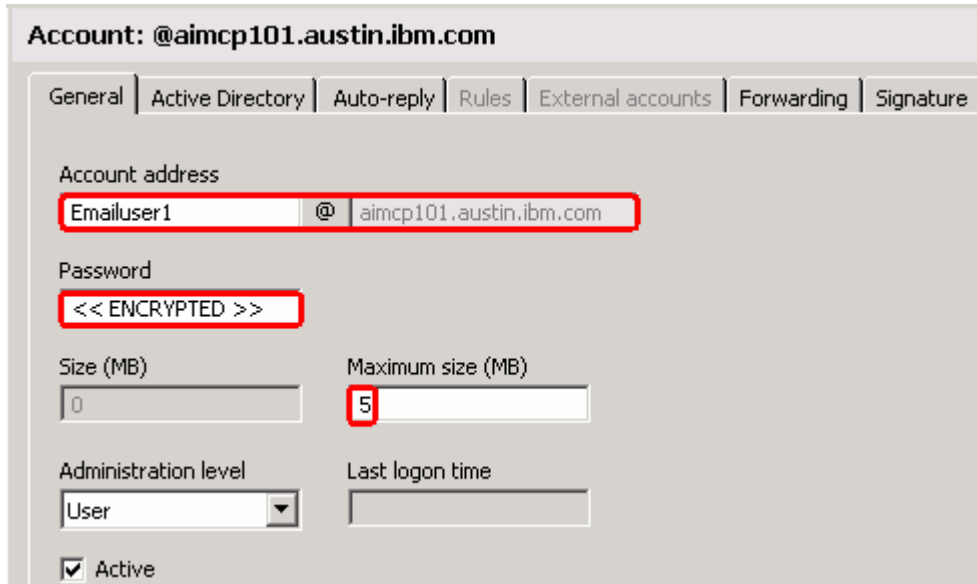 Account: @aimcp101.austin.ibm.com
General Active Directory Auto-reply Rules External accounts Forwarding Signature
Account address
Emailuser1 @ aimcp101.austin.ibm.com
Password
<< ENCRYPTED >>
Size (MB) Maximum size (MB)
0 5
Administration level Last logon time
User
Active